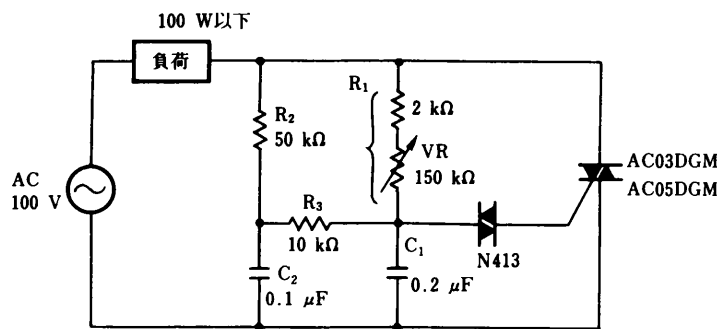 100 W以下
負荷
R₁
2 kΩ
R₂
50 kΩ
VR
150 kΩ
AC03DGM
AC05DGM
AC
100 V
R₃
10 kΩ
C₁
N413
C₂
0.1 μF
0.2 μF